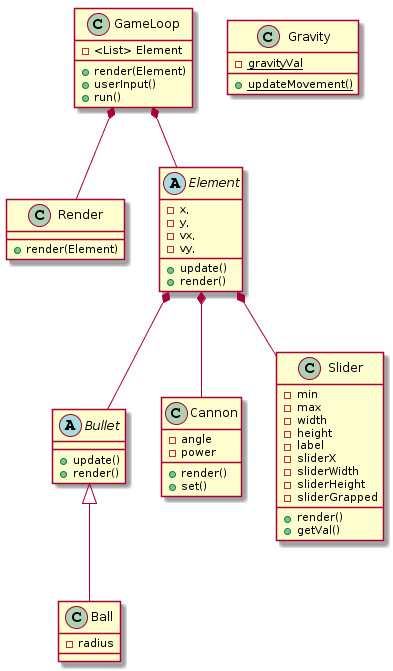 C GameLoop
<List> Element
render(Element)
userInput()
run()
C Gravity
gravityVal
updateMovement()
C Render
render(Element)
A Element
x,
y,
vx,
vy,
update()
render()
A Bullet
update()
render()
C Cannon
angle
power
render()
set()
C Slider
min
max
width
height
label
sliderX
sliderWidth
sliderHeight
sliderGrapped
render()
getVal()
C Ball
radius